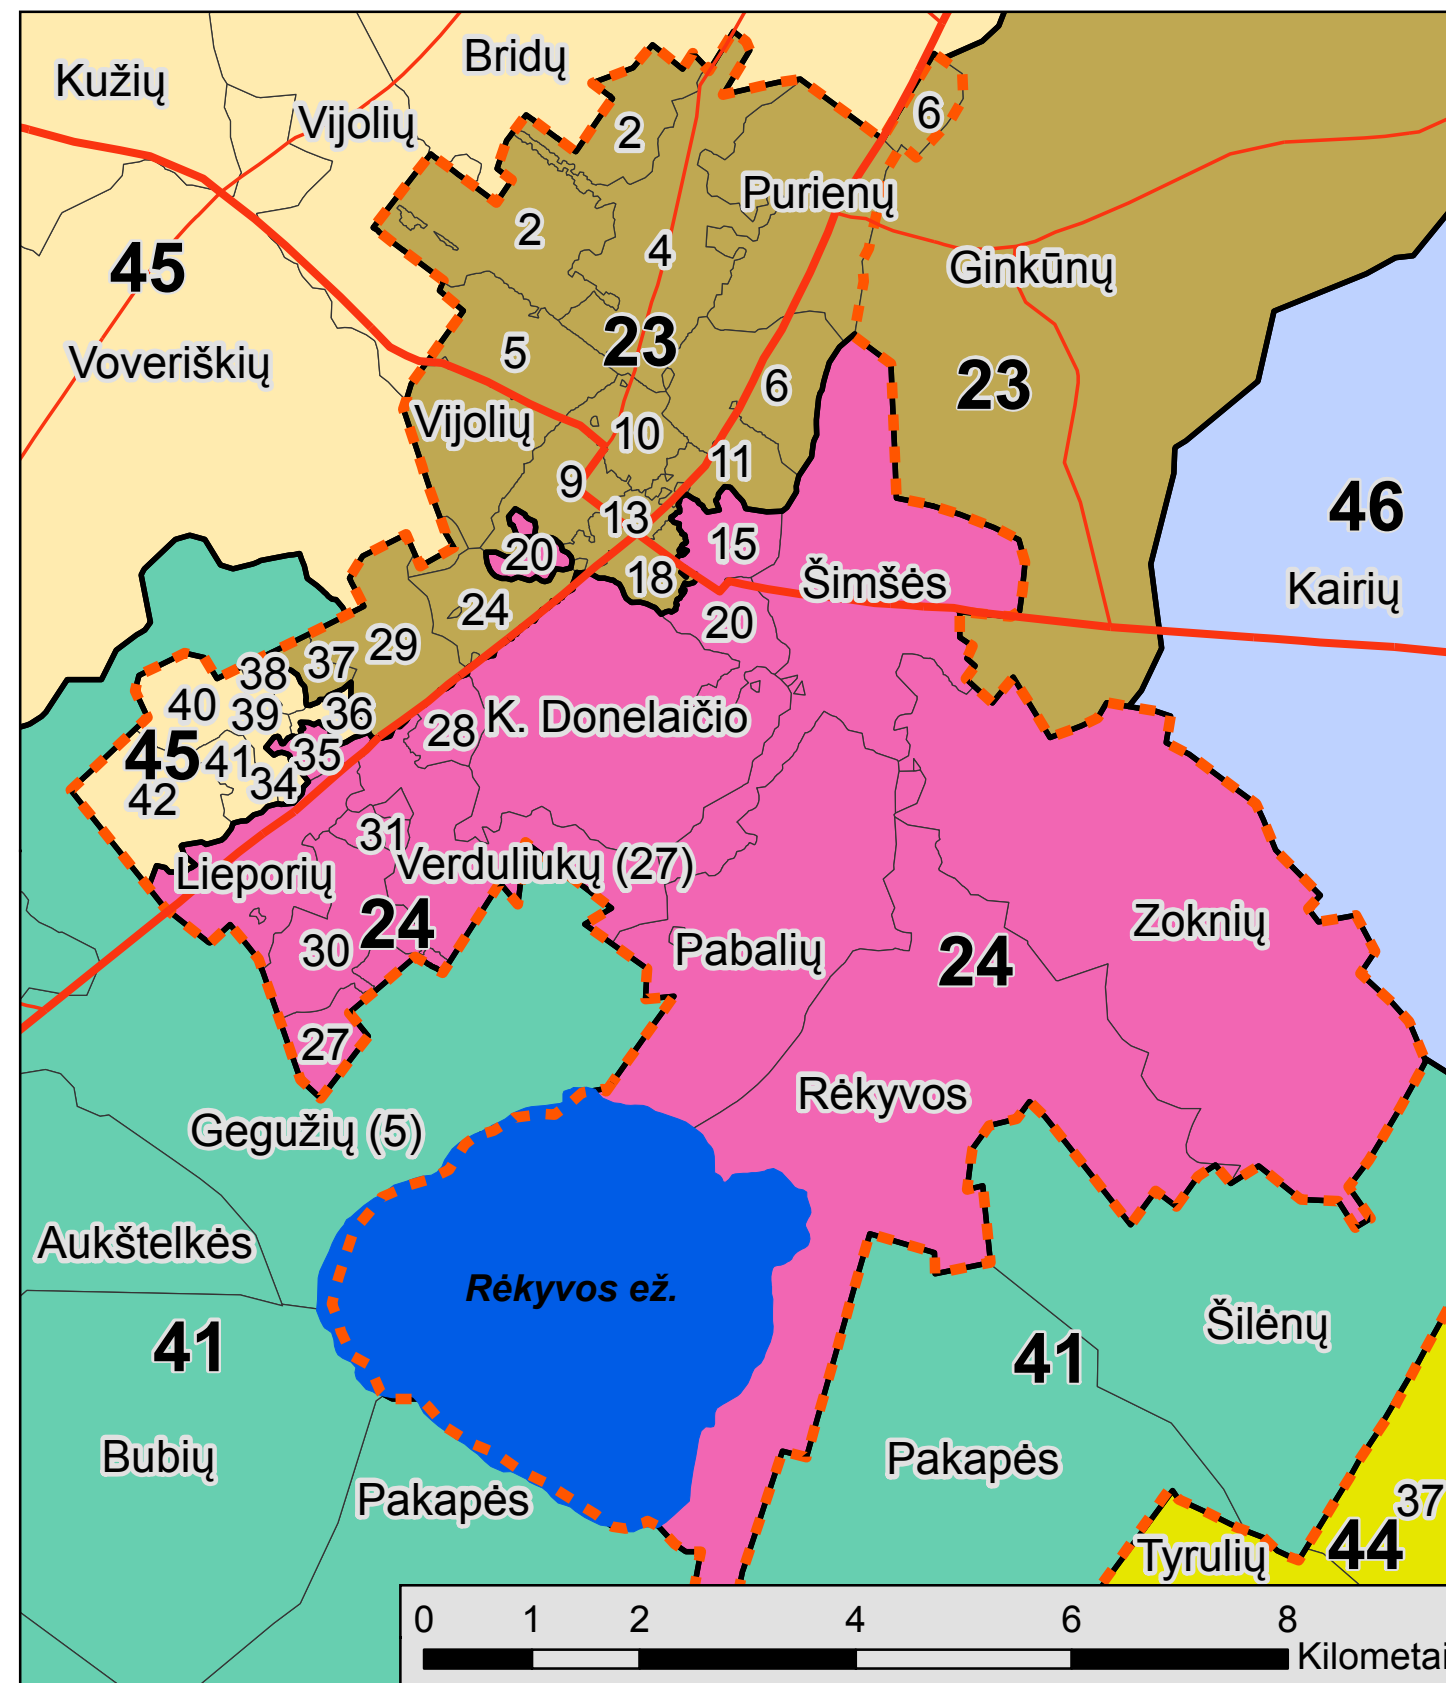 Bridų
Kužių
Vijolių
2
6
Purienų
2
4
45
Ginkūnų
23
5
Voveriškių
23
6
Vijolių
10
11
9
46
13
15
20
18
Šimšės
Kairių
24
20
29
37
38
40
39
36
K. Donelaičio
28
45
41
35
34
42
31
Verduliukų (27)
Lieporių
24
Zoknių
30
Pabalių
24
27
Rėkyvos
Gegužių (5)
Aukštelkės
Rėkyvos ež.
Šilėnų
41
41
Bubių
Pakapės
Pakapės
37
Tyrulių
44
0 1 2 4 6 8
Kilometai